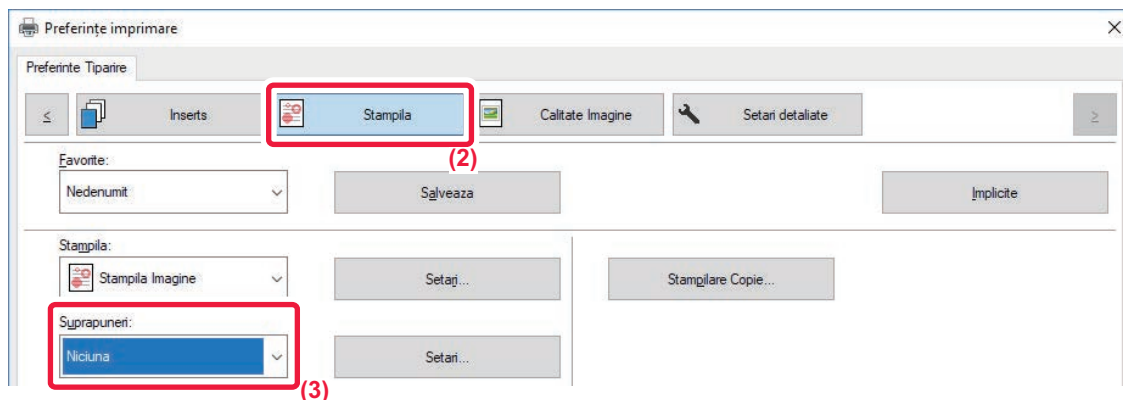 Preferințe imprimare
Preferinte Tiparire
< Inserts Stampila Calitate Imagine Setari detaliate >
(2)
Favorite:
Nedenumit Salveaza Implicite
Stampila:
Stampila Imagine Setari... Stampilare Copie...
Suprapuneri:
Niciuna Setari...
(3)